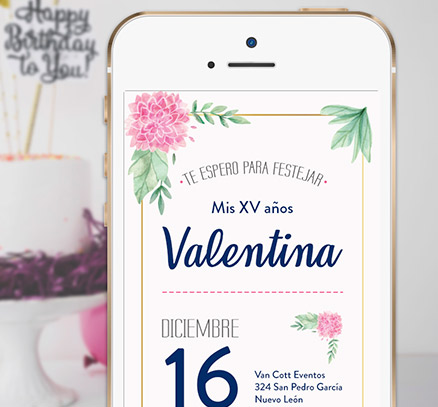 Happy
Birthday
to You!
TE ESPERO PARA FESTEJAR
Mis XV años
Valentina
DICIEMBRE
16
Van Cott Eventos
324 San Pedro García
Nuevo León